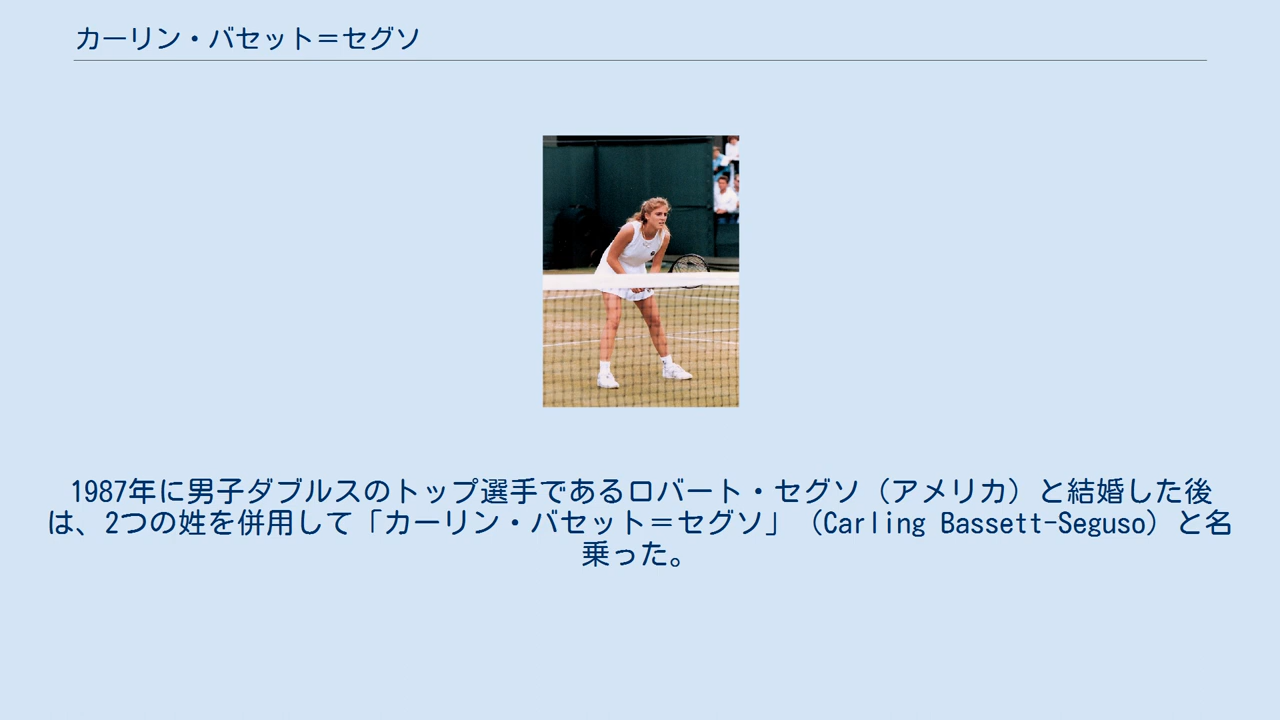 カーリン・バセット＝セグソ
1987年に男子ダブルスのトップ選手であるロバート・セグソ（アメリカ）と結婚した後
は、2つの姓を併用して「カーリン・バセット＝セグソ」（Carling Bassett-Seguso）と名
乗った。